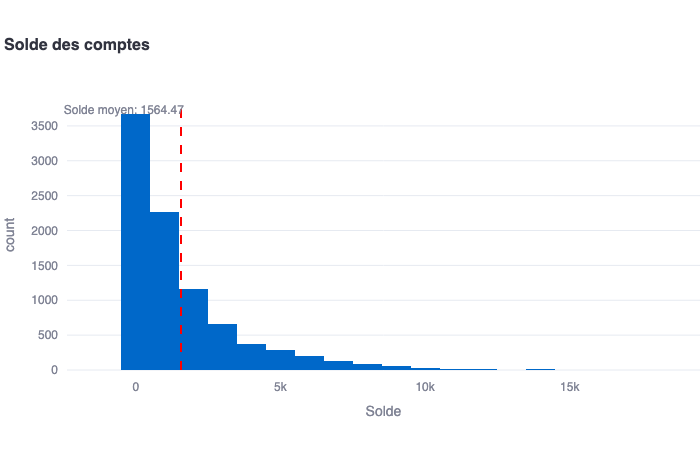 Solde des comptes
Solde moyen: 1564.47
3500
3000
2500
2000
1500
1000
500
0
count
0 5k 10k 15k
Solde